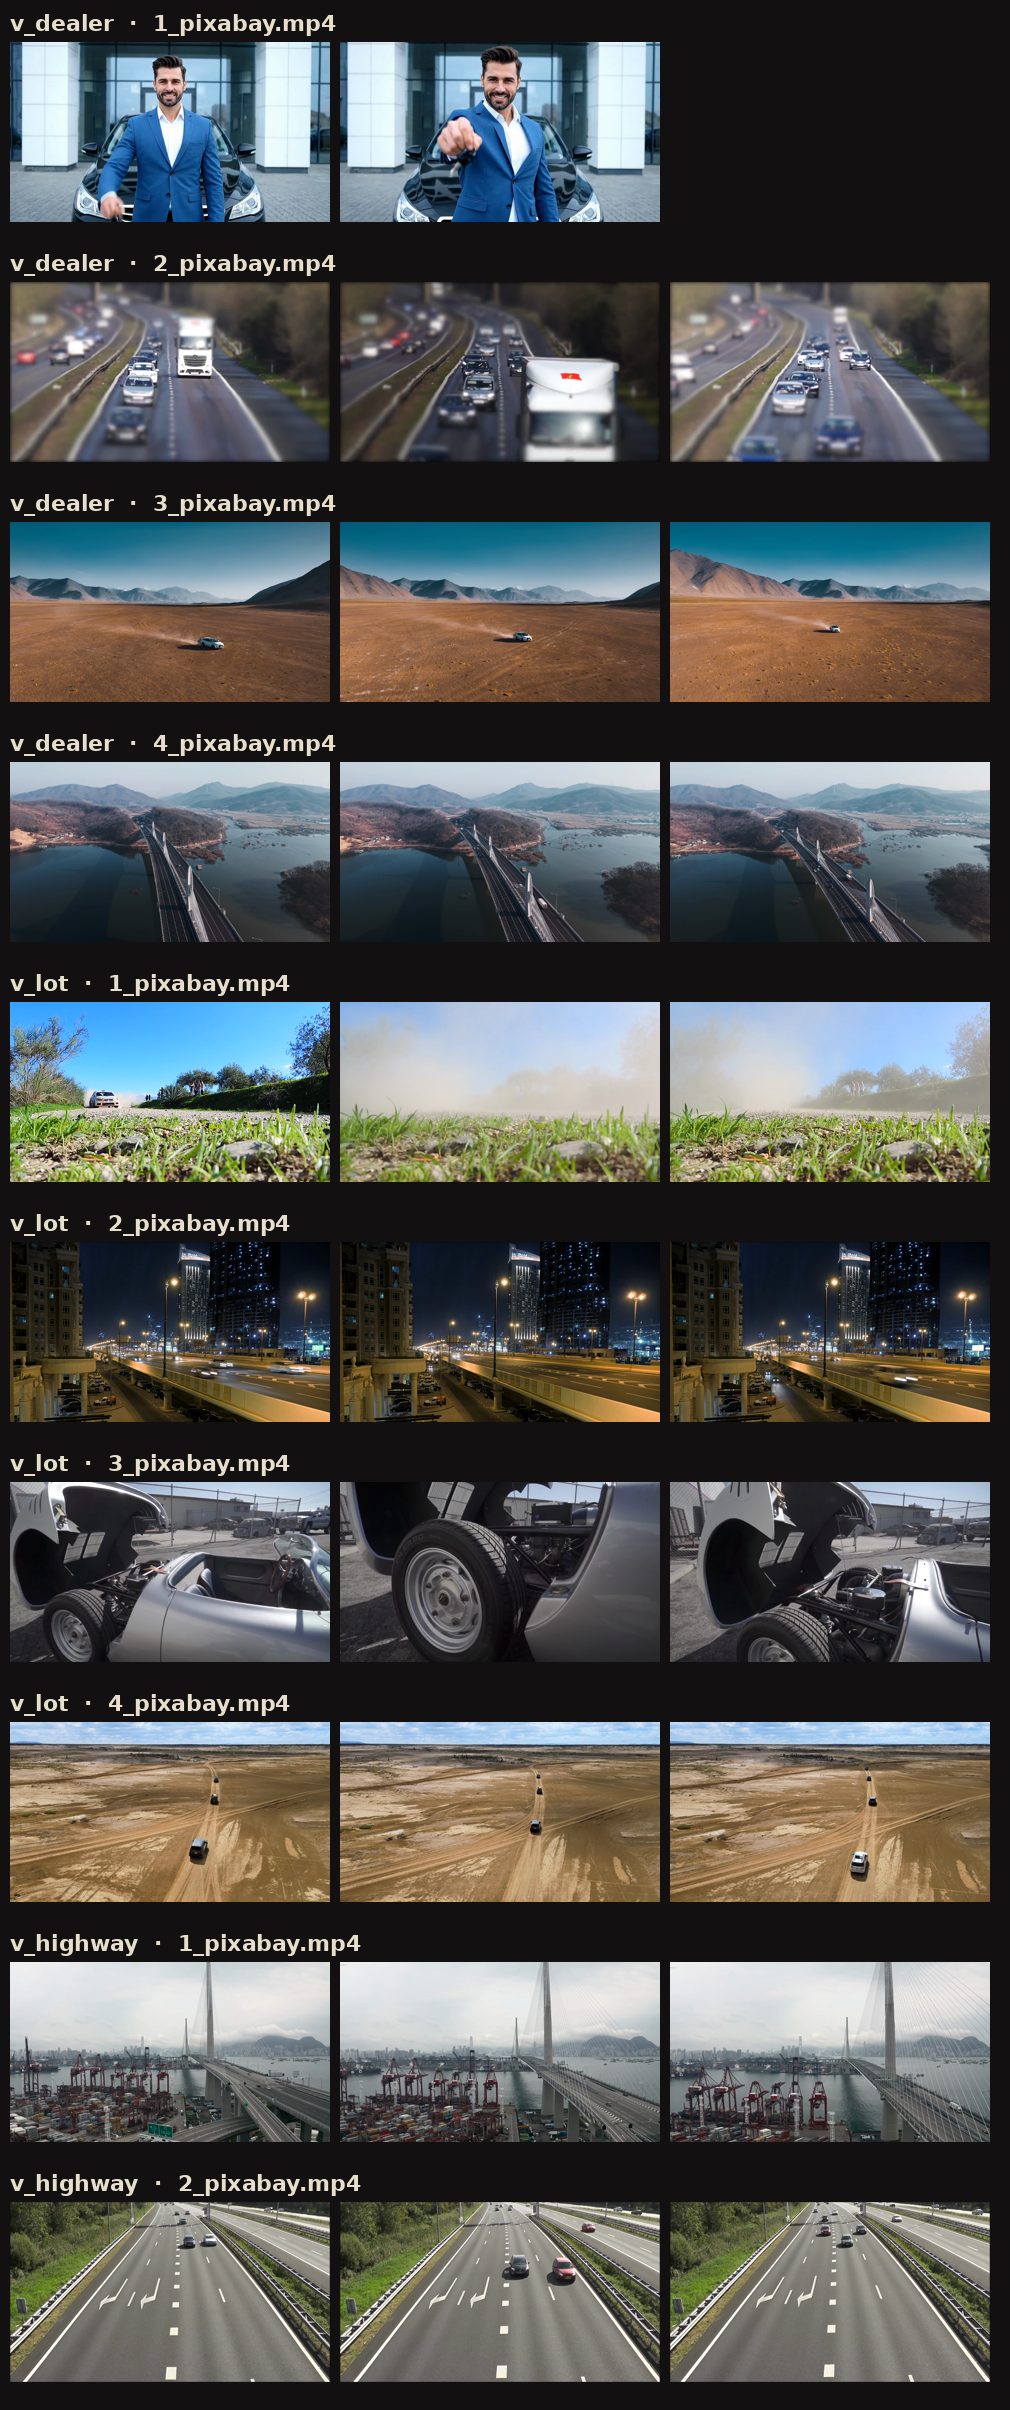 v_dealer · 1_pixabay.mp4
v_dealer · 2_pixabay.mp4
v_dealer · 3_pixabay.mp4
v_dealer · 4_pixabay.mp4
v_lot · 1_pixabay.mp4
v_lot · 2_pixabay.mp4
v_lot · 3_pixabay.mp4
v_lot · 4_pixabay.mp4
v_highway · 1_pixabay.mp4
v_highway · 2_pixabay.mp4